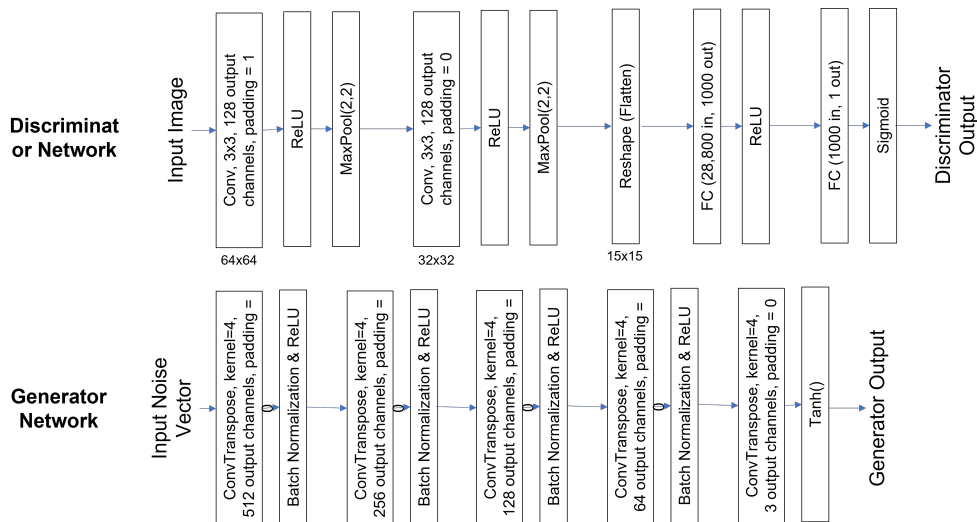 Discriminat
or Network
Input Image
Conv, 3x3, 128 output
channels, padding = 1
64x64
ReLU
MaxPool(2,2)
Conv, 3x3, 128 output
channels, padding = 0
32x32
ReLU
MaxPool(2,2)
Reshape (Flatten)
15x15
FC (28,800 in, 1000 out)
ReLU
FC (1000 in, 1 out)
Sigmoid
Discriminator
Output
Generator
Network
Input Noise
Vector
ConvTranspose, kernel=4,
512 output channels, padding =
0
Batch Normalization & ReLU
ConvTranspose, kernel=4,
256 output channels, padding =
0
Batch Normalization & ReLU
ConvTranspose, kernel=4,
128 output channels, padding =
0
Batch Normalization & ReLU
ConvTranspose, kernel=4,
64 output channels, padding =
0
Batch Normalization & ReLU
ConvTranspose, kernel=4,
3 output channels, padding = 0
Tanh()
Generator Output